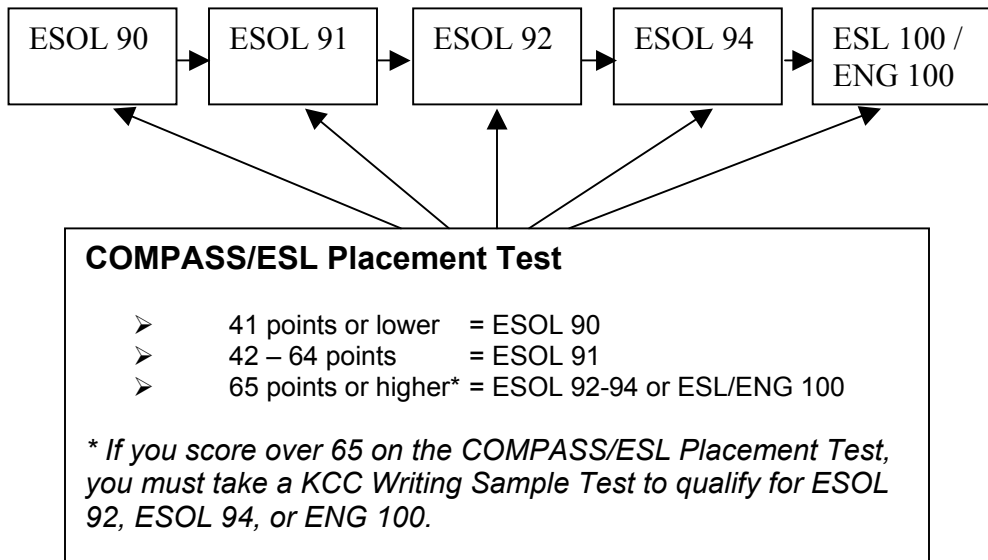 ESOL 90
ESOL 91
ESOL 92
ESOL 94
ESL 100 /
ENG 100
COMPASS/ESL Placement Test
➢ 41 points or lower = ESOL 90
➢ 42 – 64 points = ESOL 91
➢ 65 points or higher* = ESOL 92-94 or ESL/ENG 100
* If you score over 65 on the COMPASS/ESL Placement Test,
you must take a KCC Writing Sample Test to qualify for ESOL
92, ESOL 94, or ENG 100.